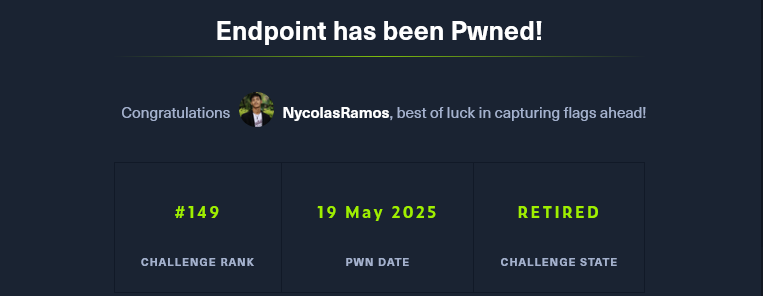 Endpoint has been Pwned!
Congratulations NycolasRamos, best of luck in capturing flags ahead!
#149 19 May 2025 RETIRED
CHALLENGE RANK PWN DATE CHALLENGE STATE